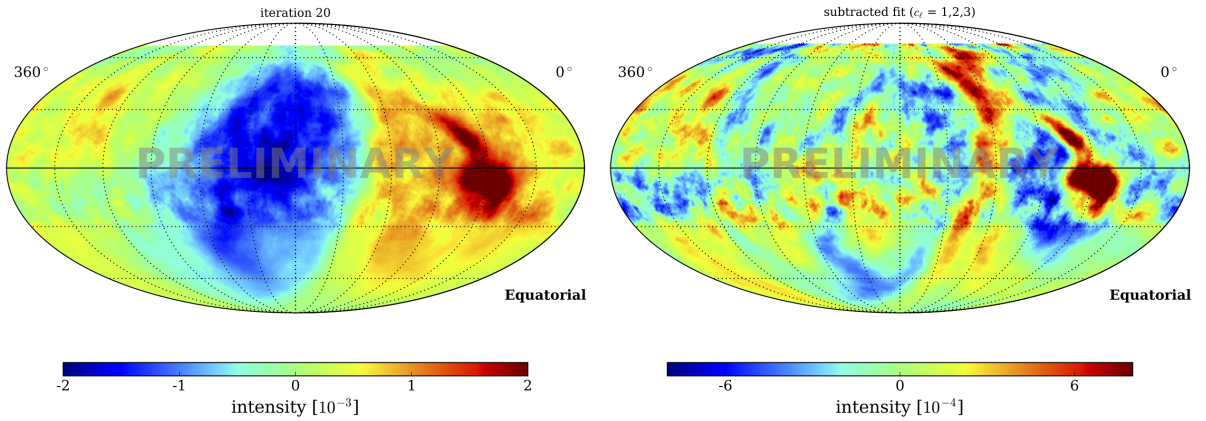 iteration 20
360°
0°
PRELIMINARY
Equatorial
-2 -1 0 1 2
intensity [10⁻³]
subtracted fit (cₗ = 1,2,3)
360°
0°
PRELIMINARY
Equatorial
-6 0 6
intensity [10⁻⁴]